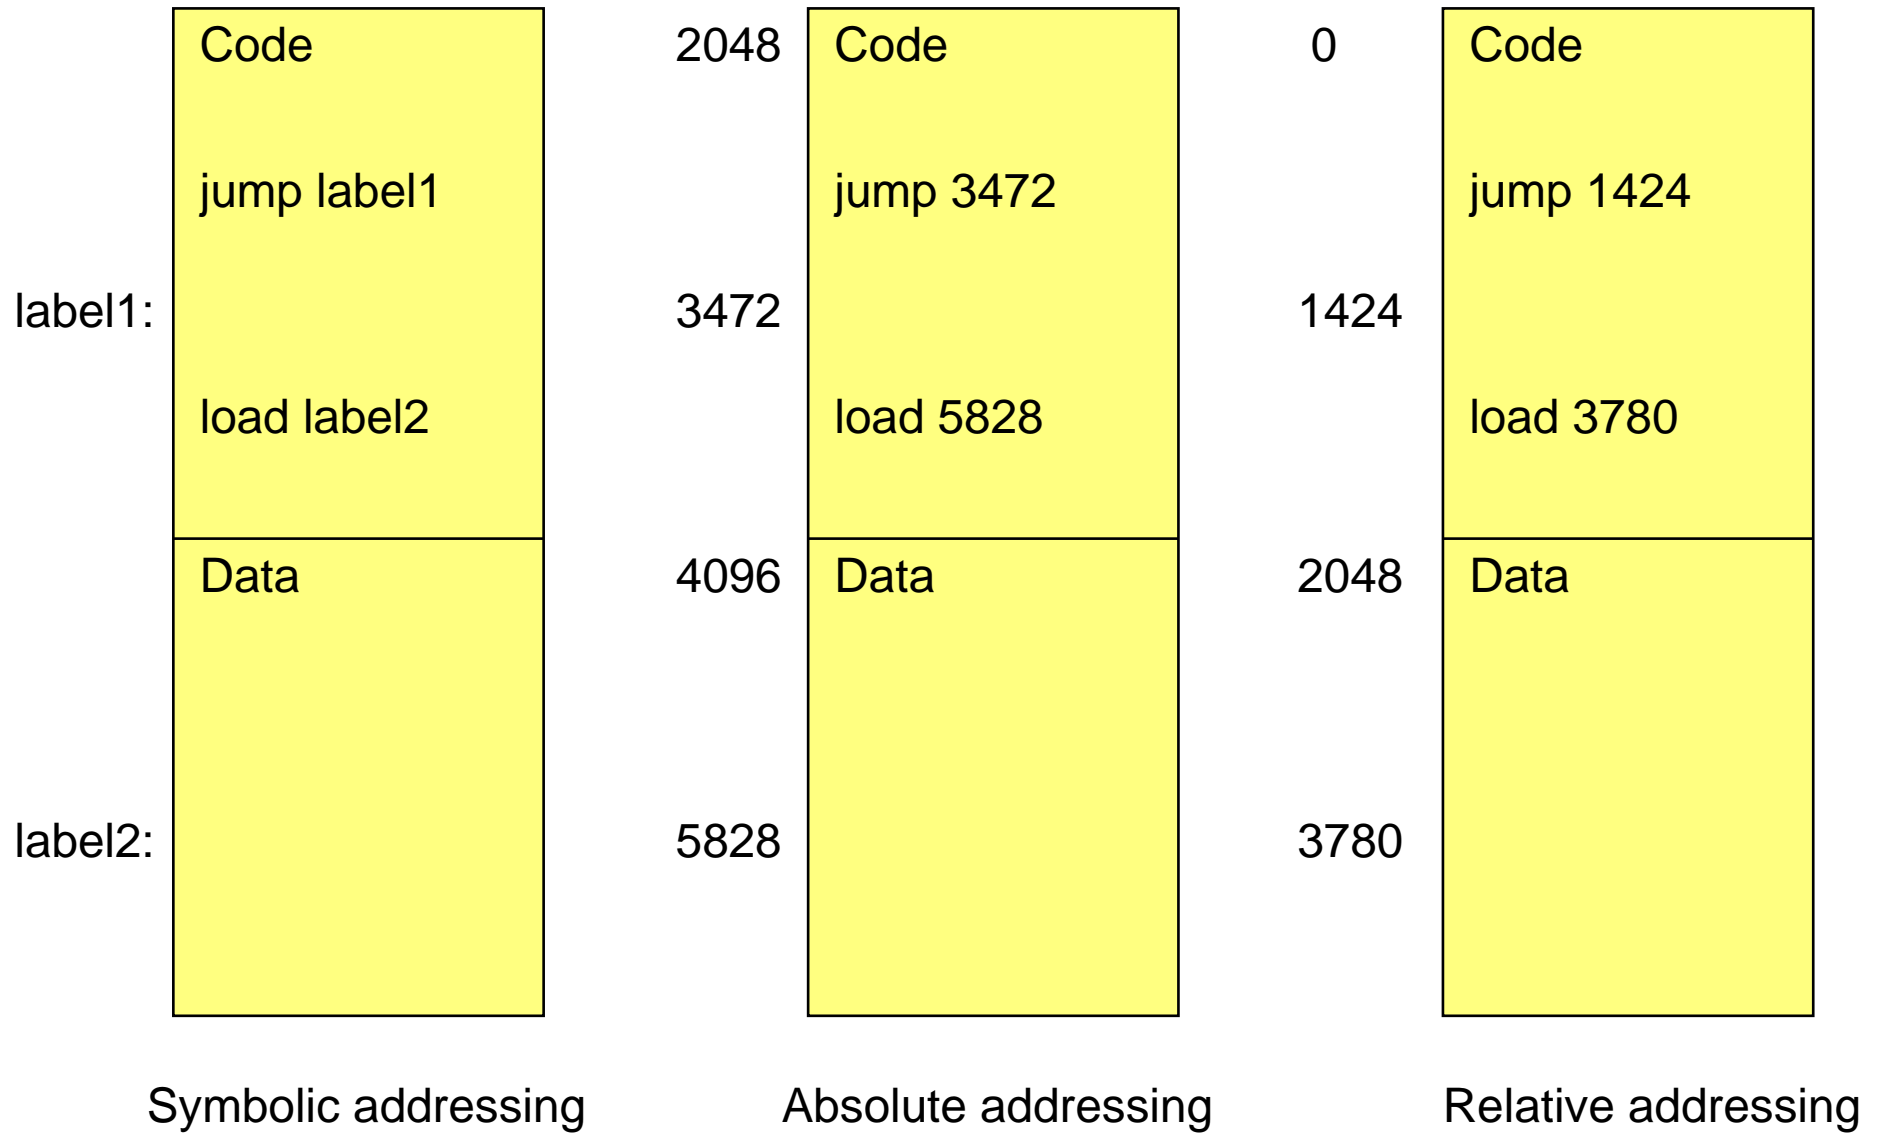 Code
2048
Code
0
Code
jump label1
jump 3472
jump 1424
label1:
3472
1424
load label2
load 5828
load 3780
Data
4096
Data
2048
Data
label2:
5828
3780
Symbolic addressing
Absolute addressing
Relative addressing